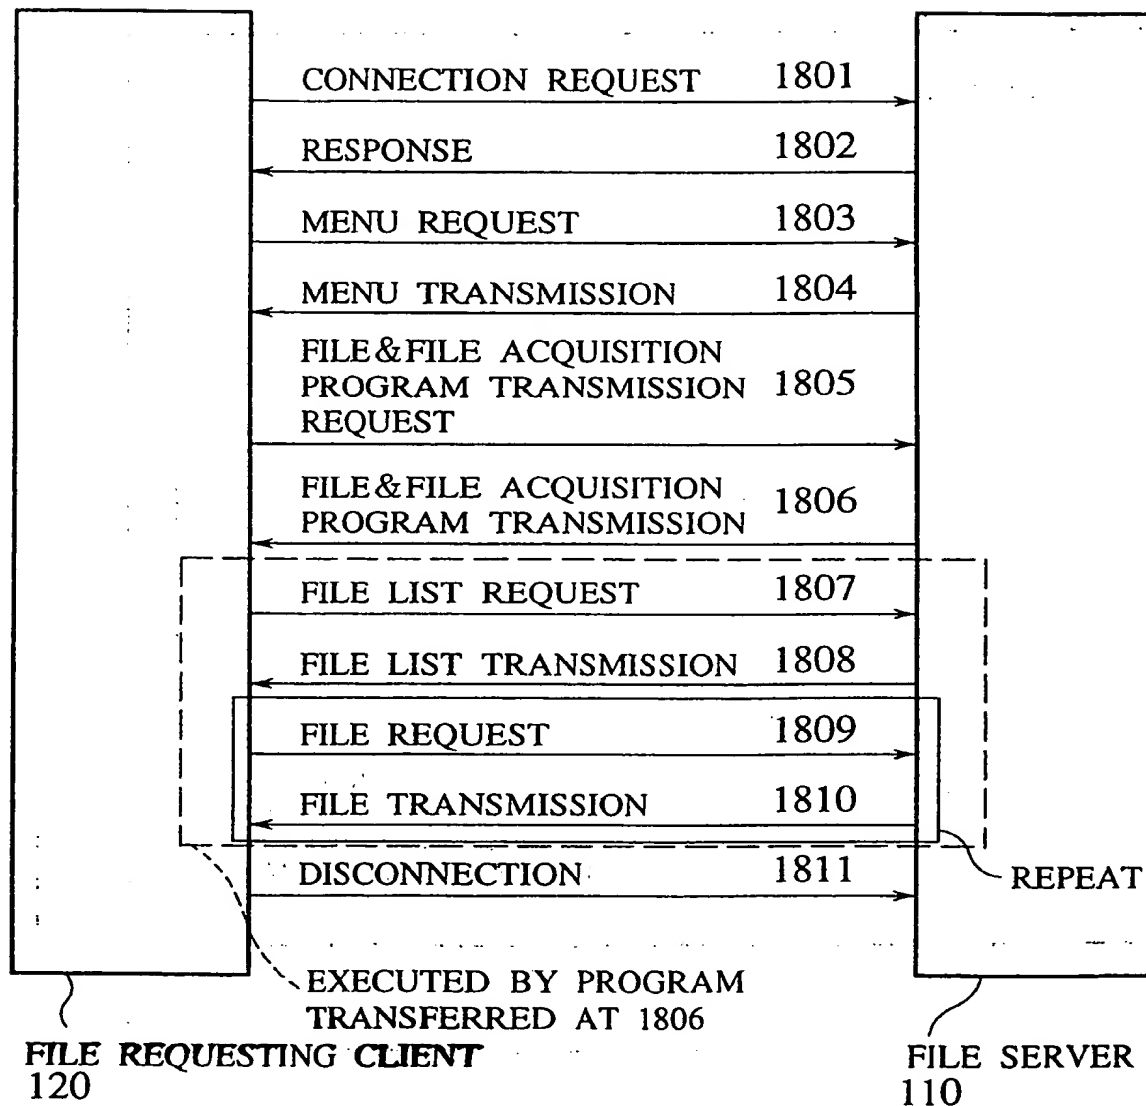 CONNECTION REQUEST 1801
RESPONSE 1802
MENU REQUEST 1803
MENU TRANSMISSION 1804
FILE&FILE ACQUISITION
PROGRAM TRANSMISSION 1805
REQUEST
FILE&FILE ACQUISITION
PROGRAM TRANSMISSION 1806
FILE LIST REQUEST 1807
FILE LIST TRANSMISSION 1808
FILE REQUEST 1809
FILE TRANSMISSION 1810
DISCONNECTION 1811
REPEAT
EXECUTED BY PROGRAM
TRANSFERRED AT 1806
FILE REQUESTING CLIENT
120
FILE SERVER
110